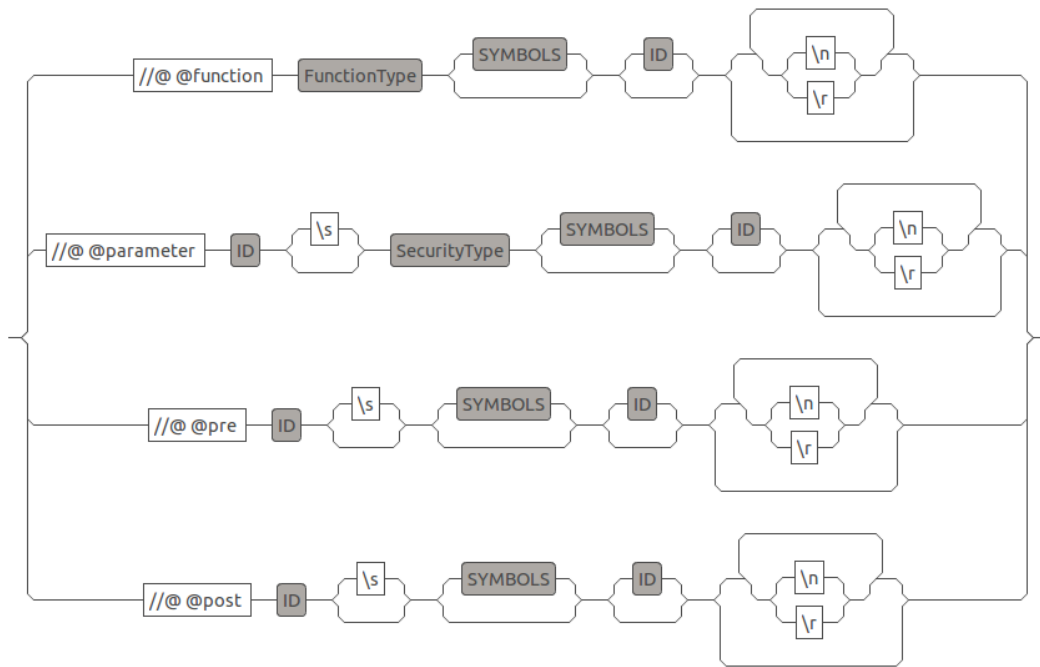 //@ @function FunctionType SYMBOLS ID \n
\r
//@ @parameter ID \s SecurityType SYMBOLS ID \n
\r
//@ @pre ID \s SYMBOLS ID \n
\r
//@ @post ID \s SYMBOLS ID \n
\r